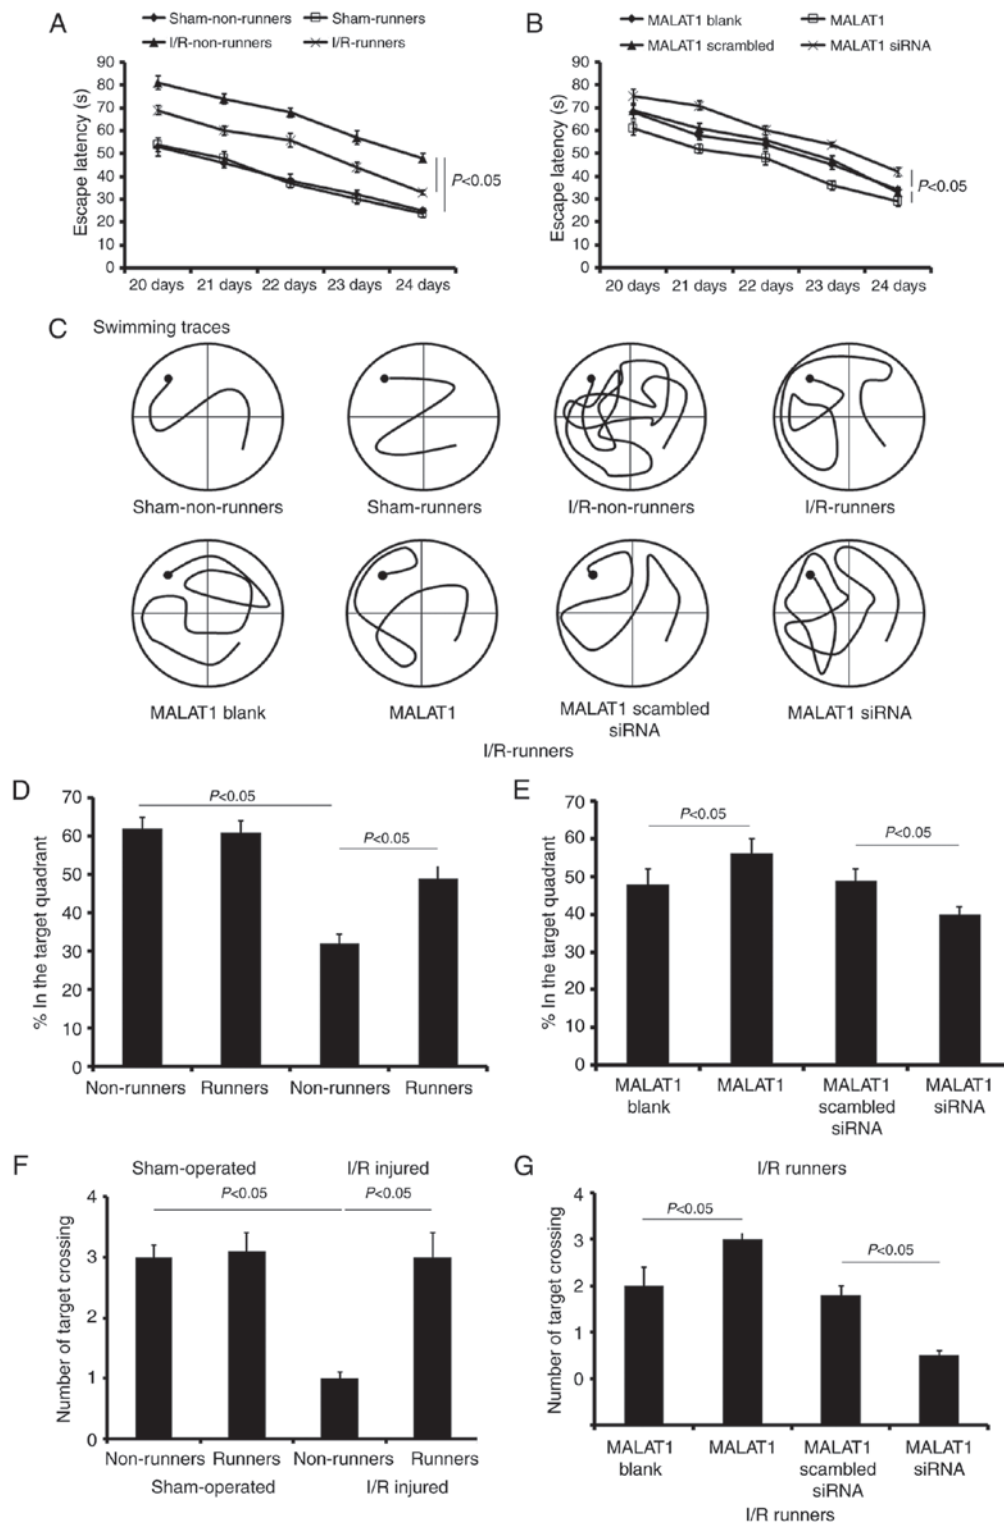 A
Sham-non-runners
Sham-runners
I/R-non-runners
I/R-runners
Escape latency (s)
90
80
70
60
50
40
30
20
10
0
P<0.05
20 days 21 days 22 days 23 days 24 days
B
MALAT1 blank
MALAT1
MALAT1 scrambled
MALAT1 siRNA
Escape latency (s)
90
80
70
60
50
40
30
20
10
0
P<0.05
20 days 21 days 22 days 23 days 24 days
C
Swimming traces
Sham-non-runners
Sham-runners
I/R-non-runners
I/R-runners
MALAT1 blank
MALAT1
MALAT1 scambled
siRNA
MALAT1 siRNA
I/R-runners
D
% In the target quadrant
70
60
50
40
30
20
10
0
P<0.05
P<0.05
Non-runners Runners Non-runners Runners
Sham-operated
I/R injured
E
% In the target quadrant
70
60
50
40
30
20
10
0
P<0.05
P<0.05
MALAT1
blank
MALAT1
MALAT1
scambled
siRNA
MALAT1
siRNA
I/R runners
F
Number of target crossing
4
3
2
1
0
P<0.05
P<0.05
Non-runners Runners Non-runners Runners
Sham-operated
I/R injured
G
Number of target crossing
4
3
2
1
0
P<0.05
P<0.05
MALAT1
blank
MALAT1
MALAT1
scambled
siRNA
MALAT1
siRNA
I/R runners